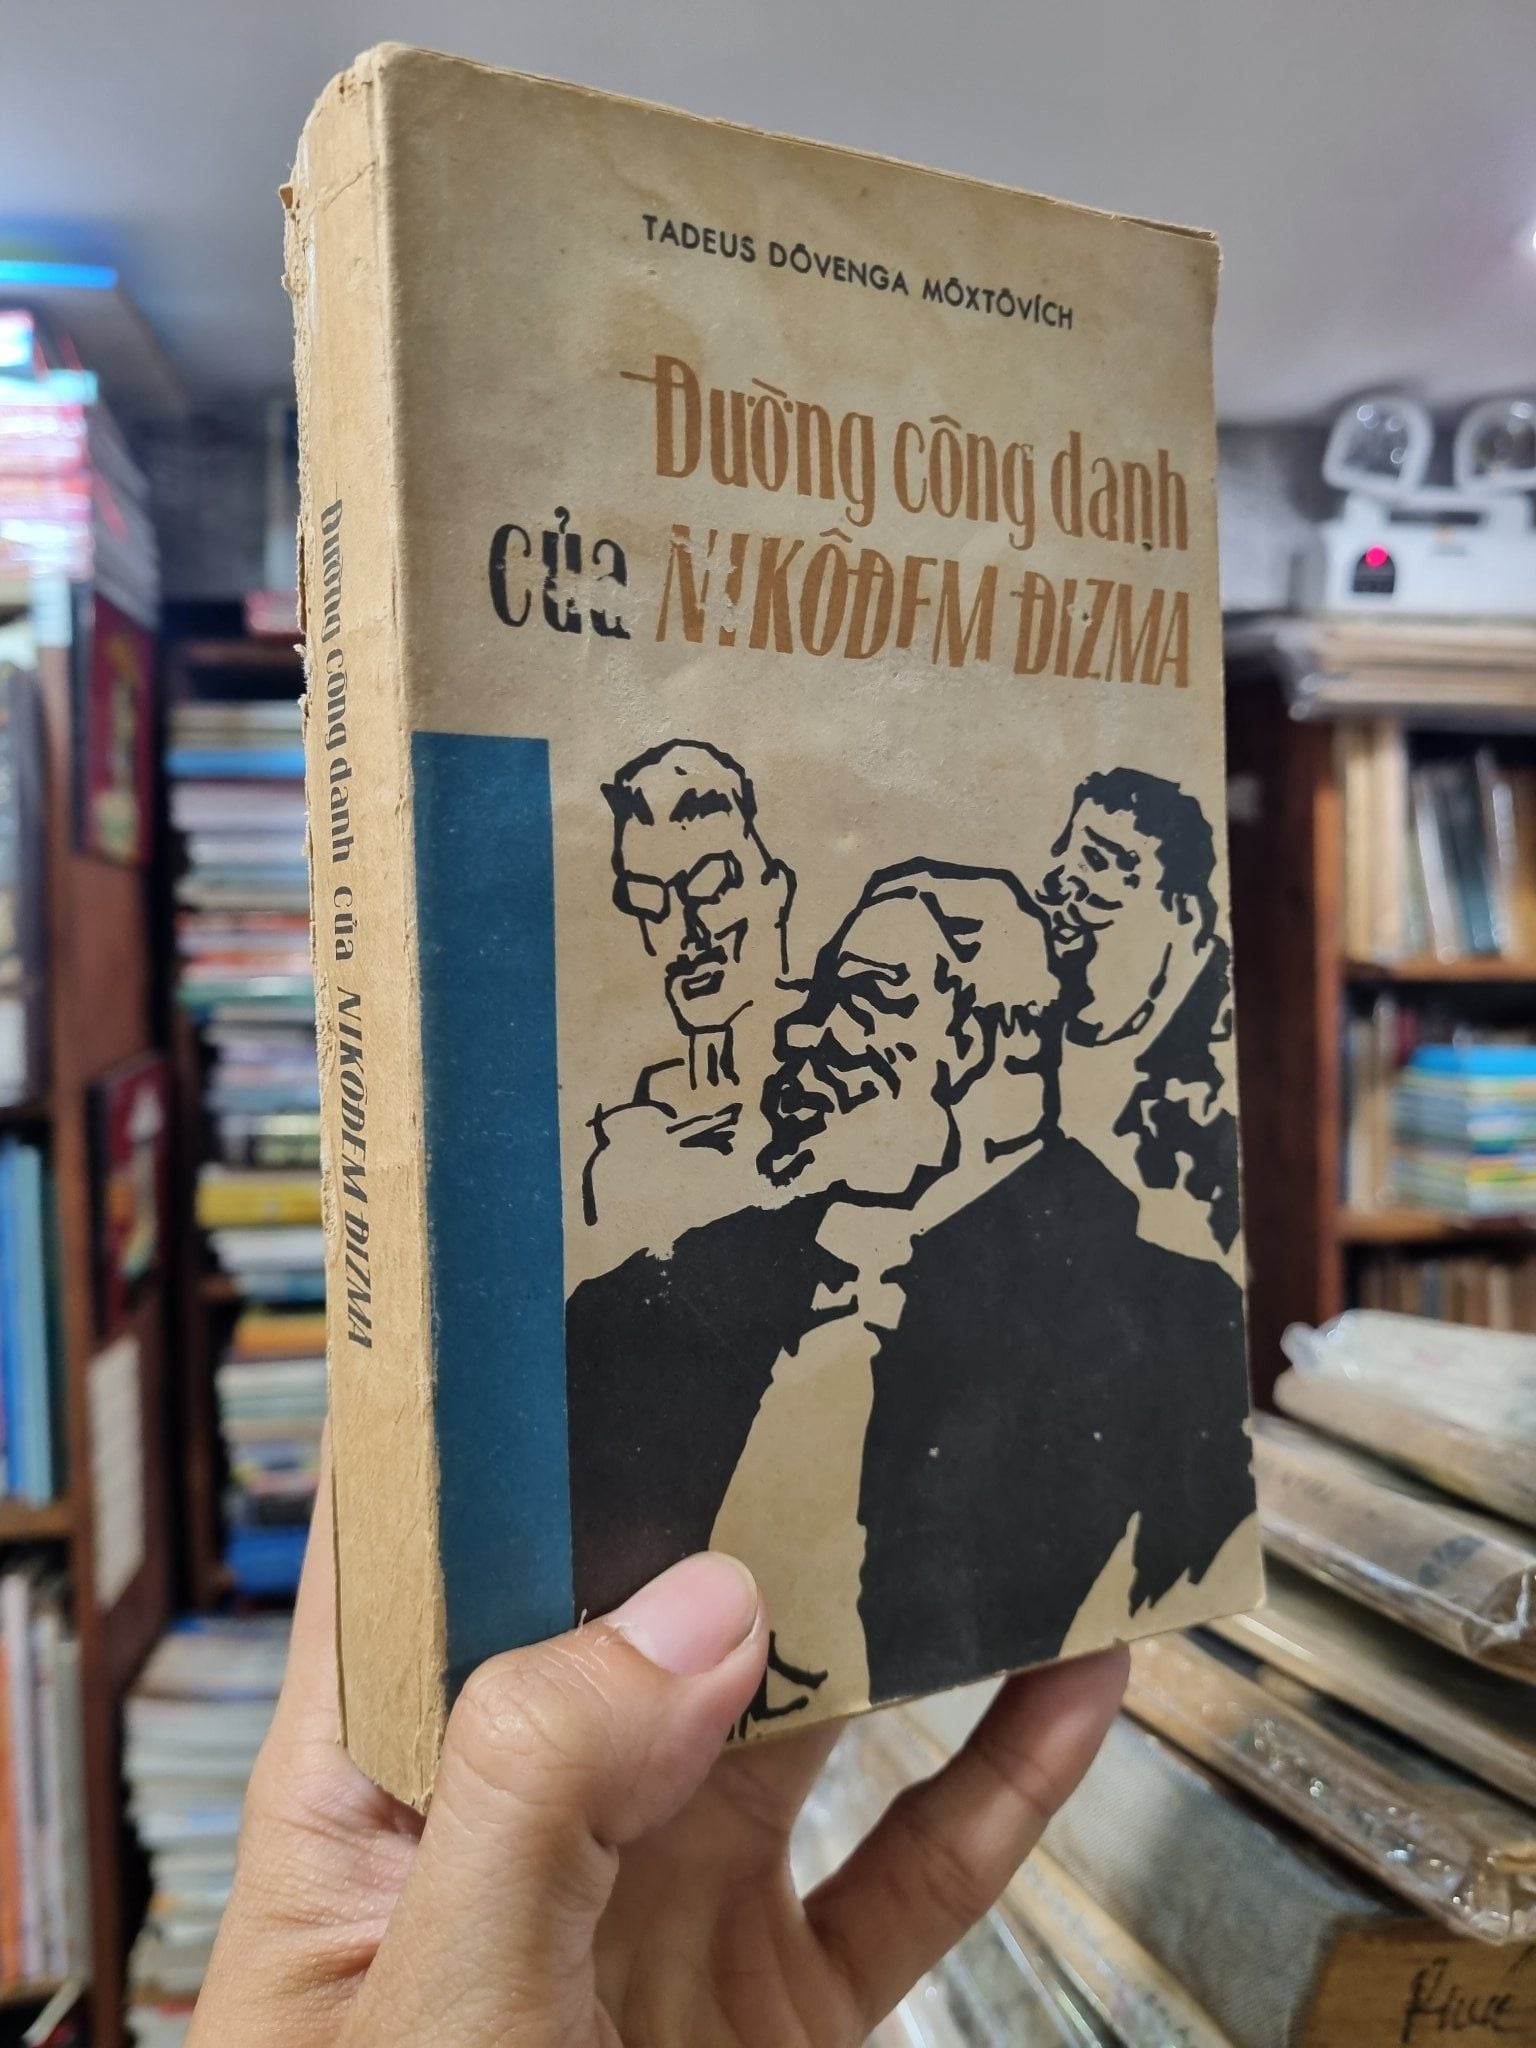 TADEUS DÔVENGA MÔXTÔVÍCH
Đường công danh
của NIKÔĐEM ĐIZMA
Đường công danh của NIKÔĐEM ĐIZMA